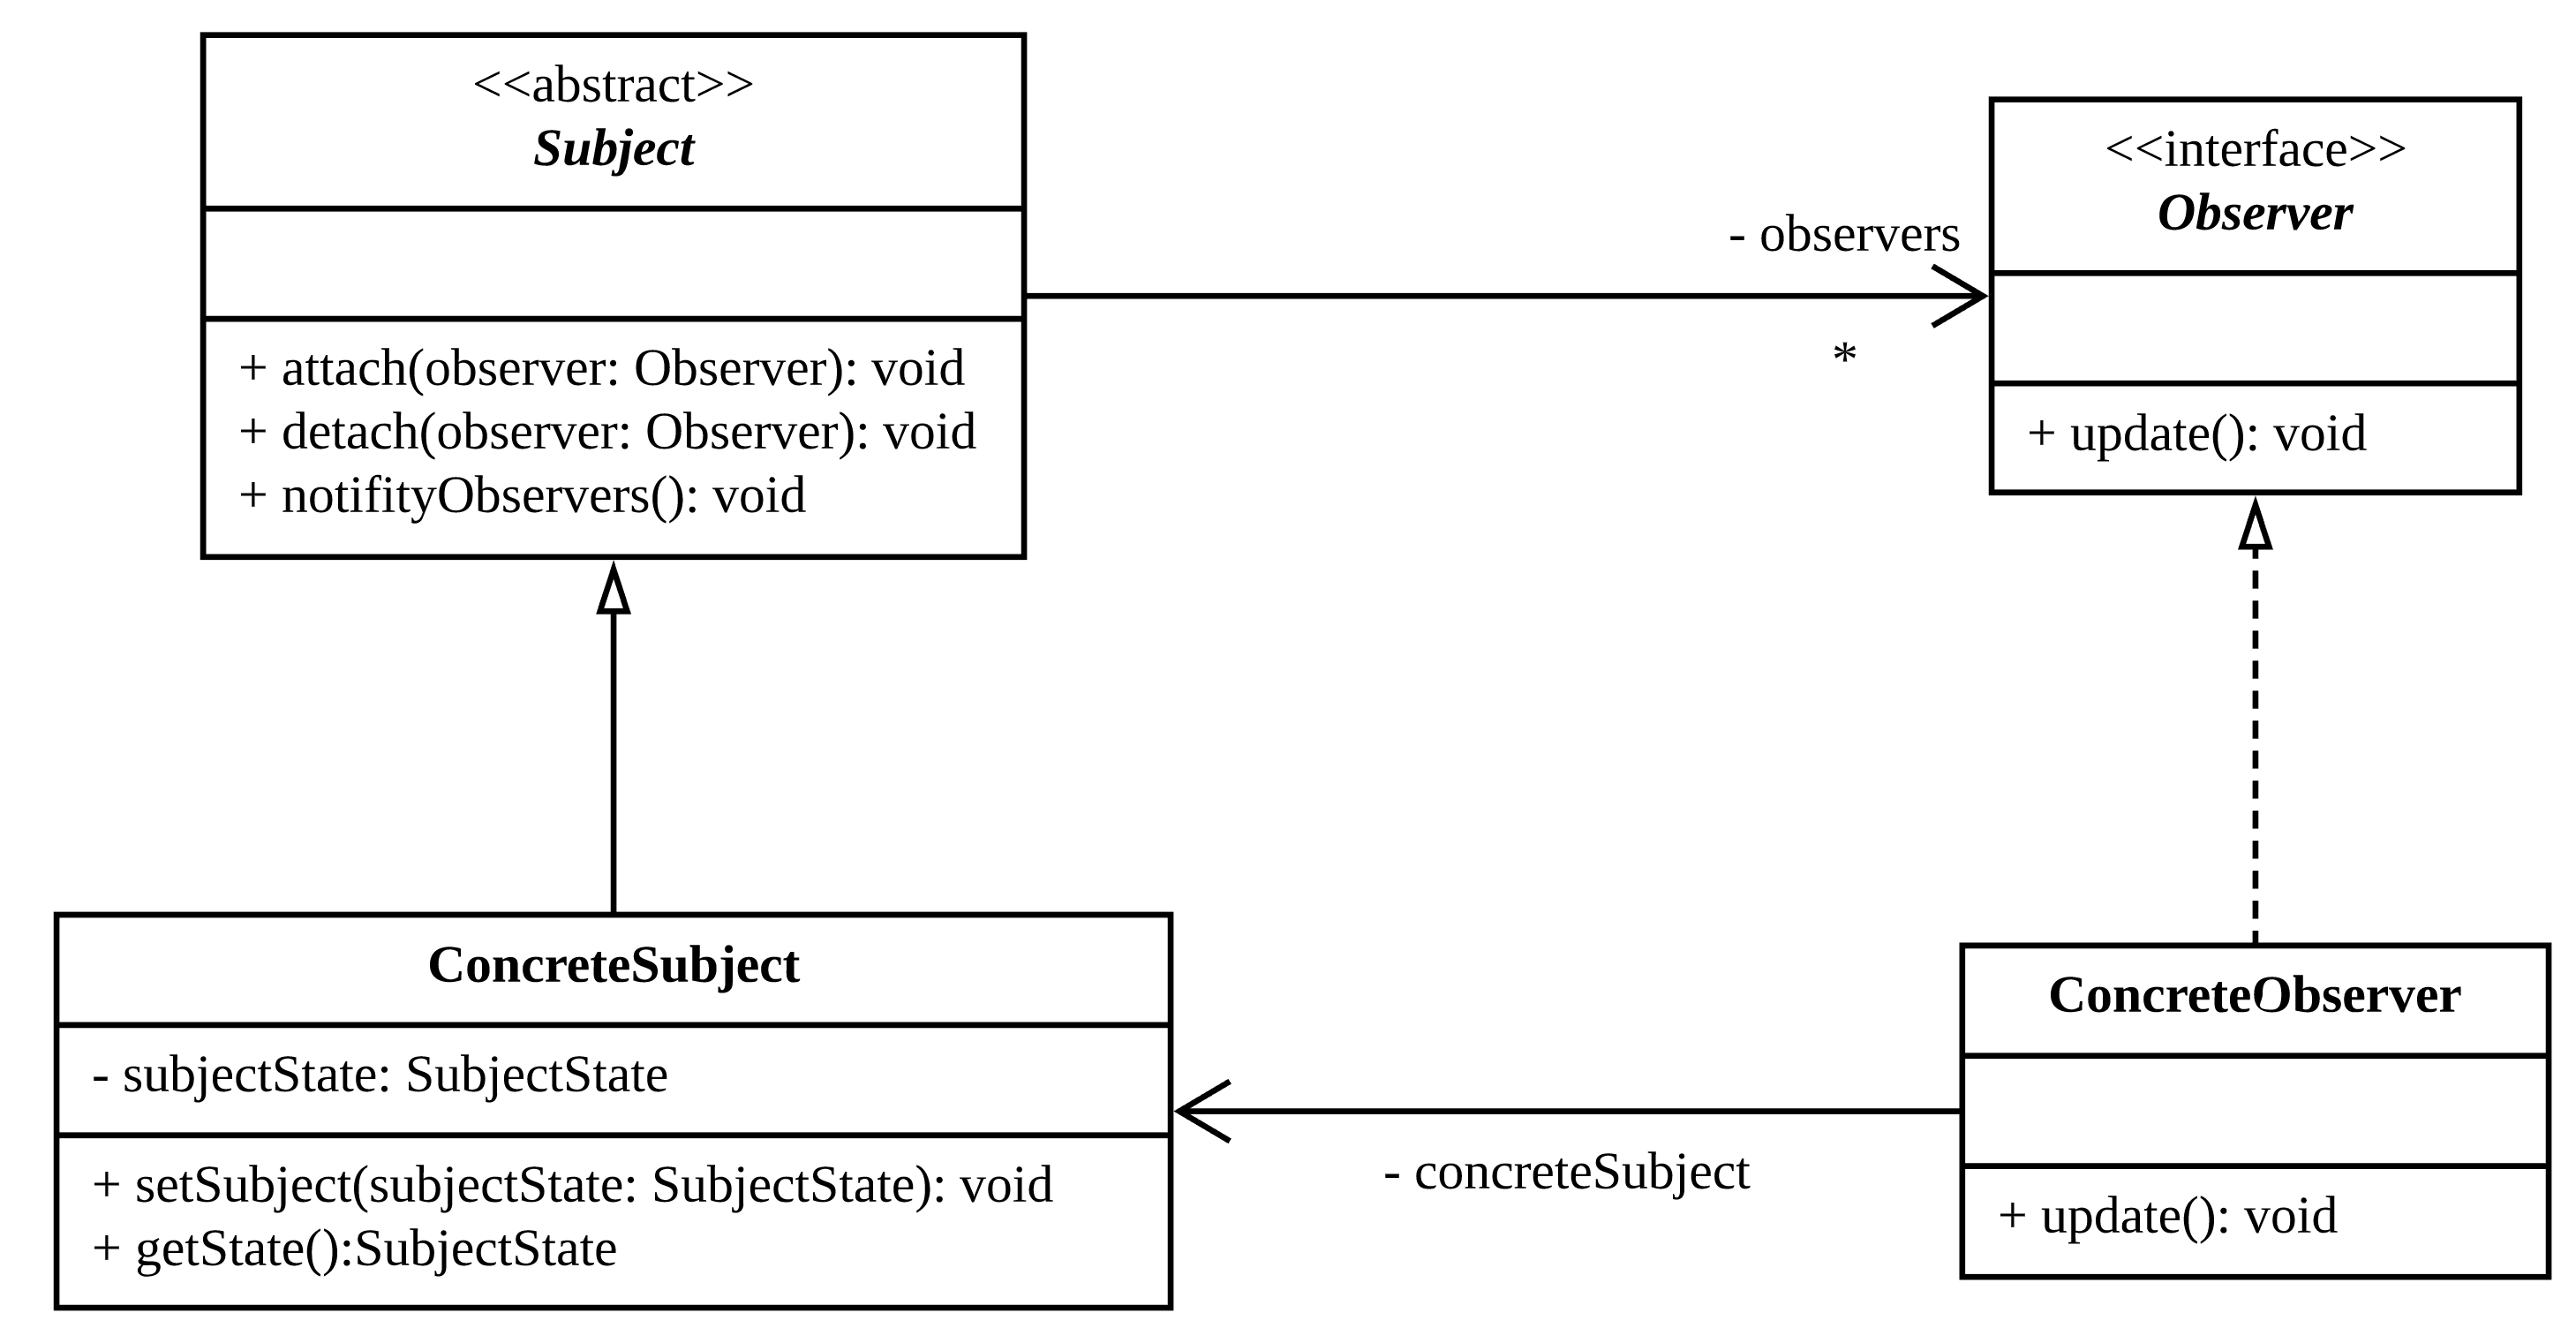 <<abstract>>
Subject
+ attach(observer: Observer): void
+ detach(observer: Observer): void
+ notifityObservers(): void
- observers
*
<<interface>>
Observer
+ update(): void
ConcreteSubject
- subjectState: SubjectState
+ setSubject(subjectState: SubjectState): void
+ getState():SubjectState
- concreteSubject
ConcreteObserver
+ update(): void